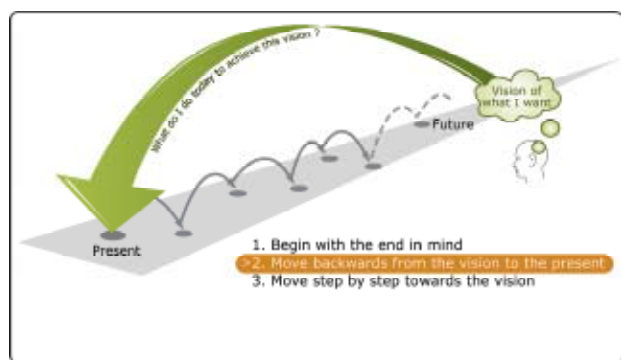 What do I do today to achieve this vision ?
Vision of
what I want
Future
Present
1. Begin with the end in mind
>2. Move backwards from the vision to the present
3. Move step by step towards the vision